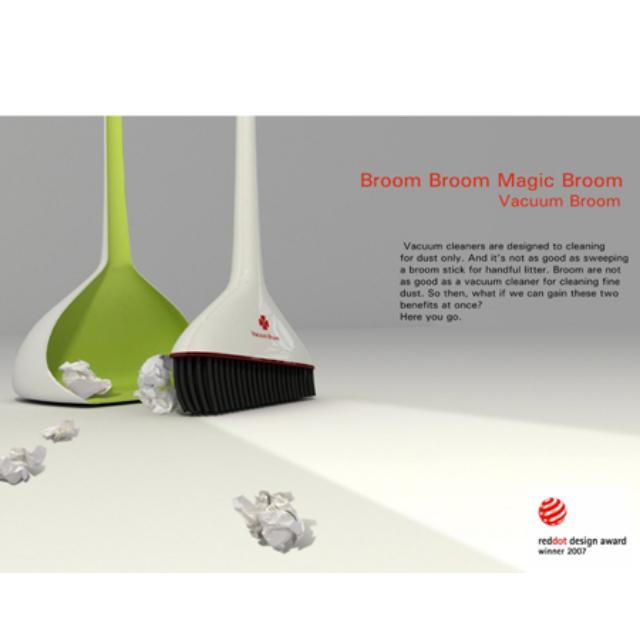 Broom Broom Magic Broom
Vacuum Broom
Vacuum cleaners are designed to cleaning
for dust only. And it's not as good as sweeping
a broom stick for handful litter. Broom are not
as good as a vacuum cleaner for cleaning fine
dust. So then, what if we can gain these two
benefits at once?
Here you go.
Vacuum Broom
reddot design award
winner 2007